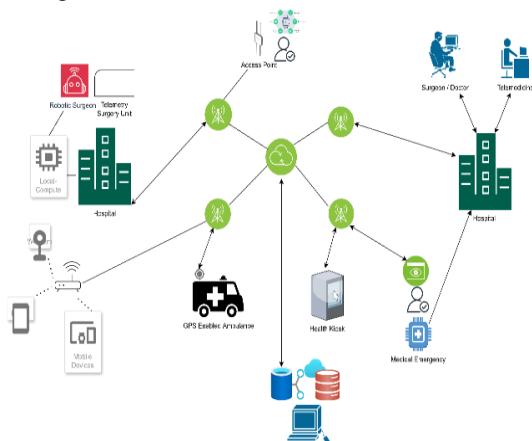 Access Point
Surgeon / Doctor
Telemedicine
Robotic Surgeon
Telemetry
Surgery Unit
Local-
Compute
Hospital
Hospital
GPS Enabled Ambulance
Health Kiosk
Medical Emergency
Mobile
Devices